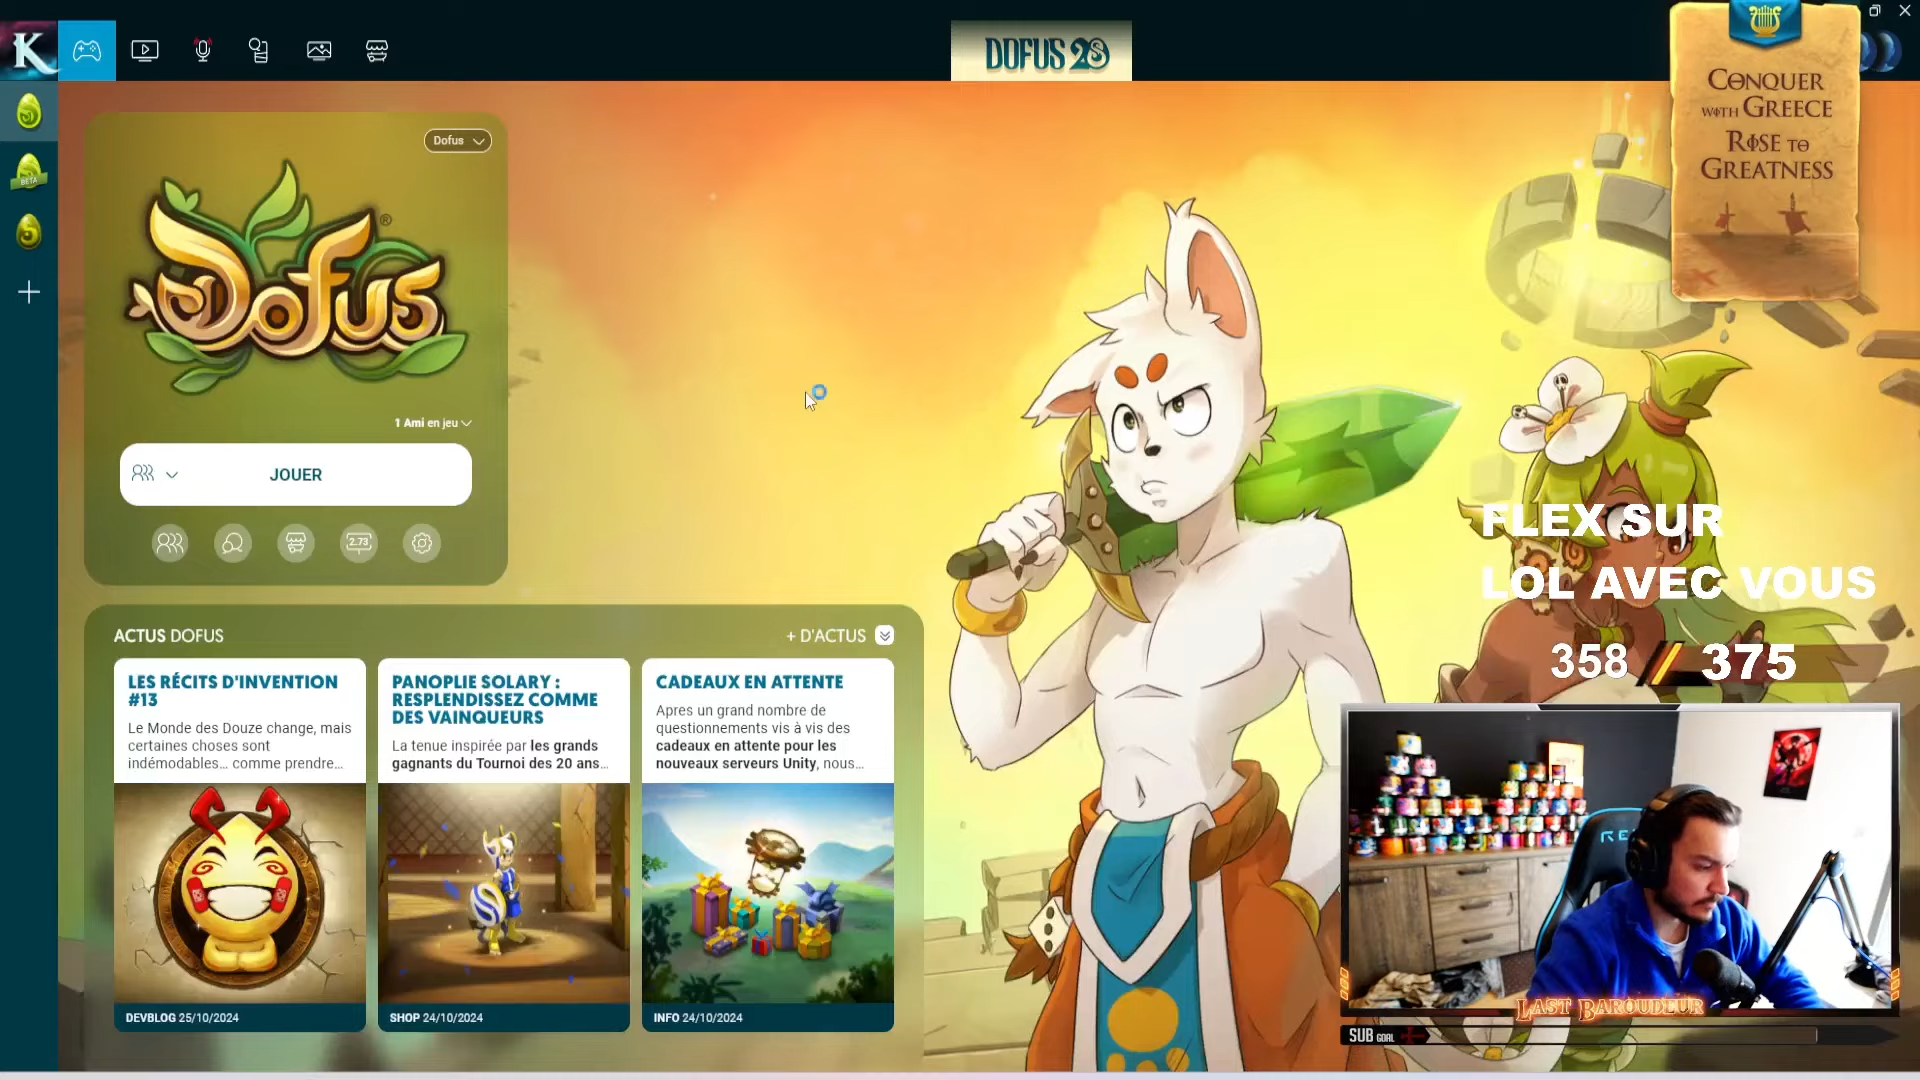 K
DOFUS 20
CONQUER
WITH GREECE
RISE TO
GREATNESS
BETA
Dofus
DOFUS®
1 Ami en jeu
JOUER
2.73
FLEX SUR
LOL AVEC VOUS
358 // 375
ACTUS DOFUS
+ D'ACTUS
LES RÉCITS D'INVENTION
#13
Le Monde des Douze change, mais
certaines choses sont
indémodables... comme prendre...
DEVBLOG 25/10/2024
PANOPLIE SOLARY :
RESPLENDISSEZ COMME
DES VAINQUEURS
La tenue inspirée par les grands
gagnants du Tournoi des 20 ans...
SHOP 24/10/2024
CADEAUX EN ATTENTE
Apres un grand nombre de
questionnements vis à vis des
cadeaux en attente pour les
nouveaux serveurs Unity, nous...
INFO 24/10/2024
LAST BAROUDEUR
SUB GOAL